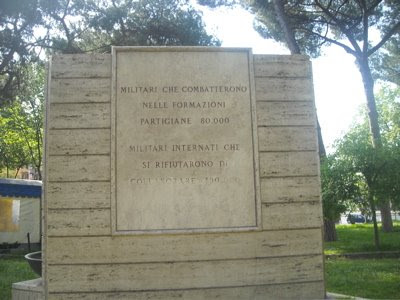 MILITARI CHE COMBATTERONO
NELLE FORMAZIONI
PARTIGIANE 80.000
MILITARI INTERNATI CHE
SI RIFIUTARONO DI